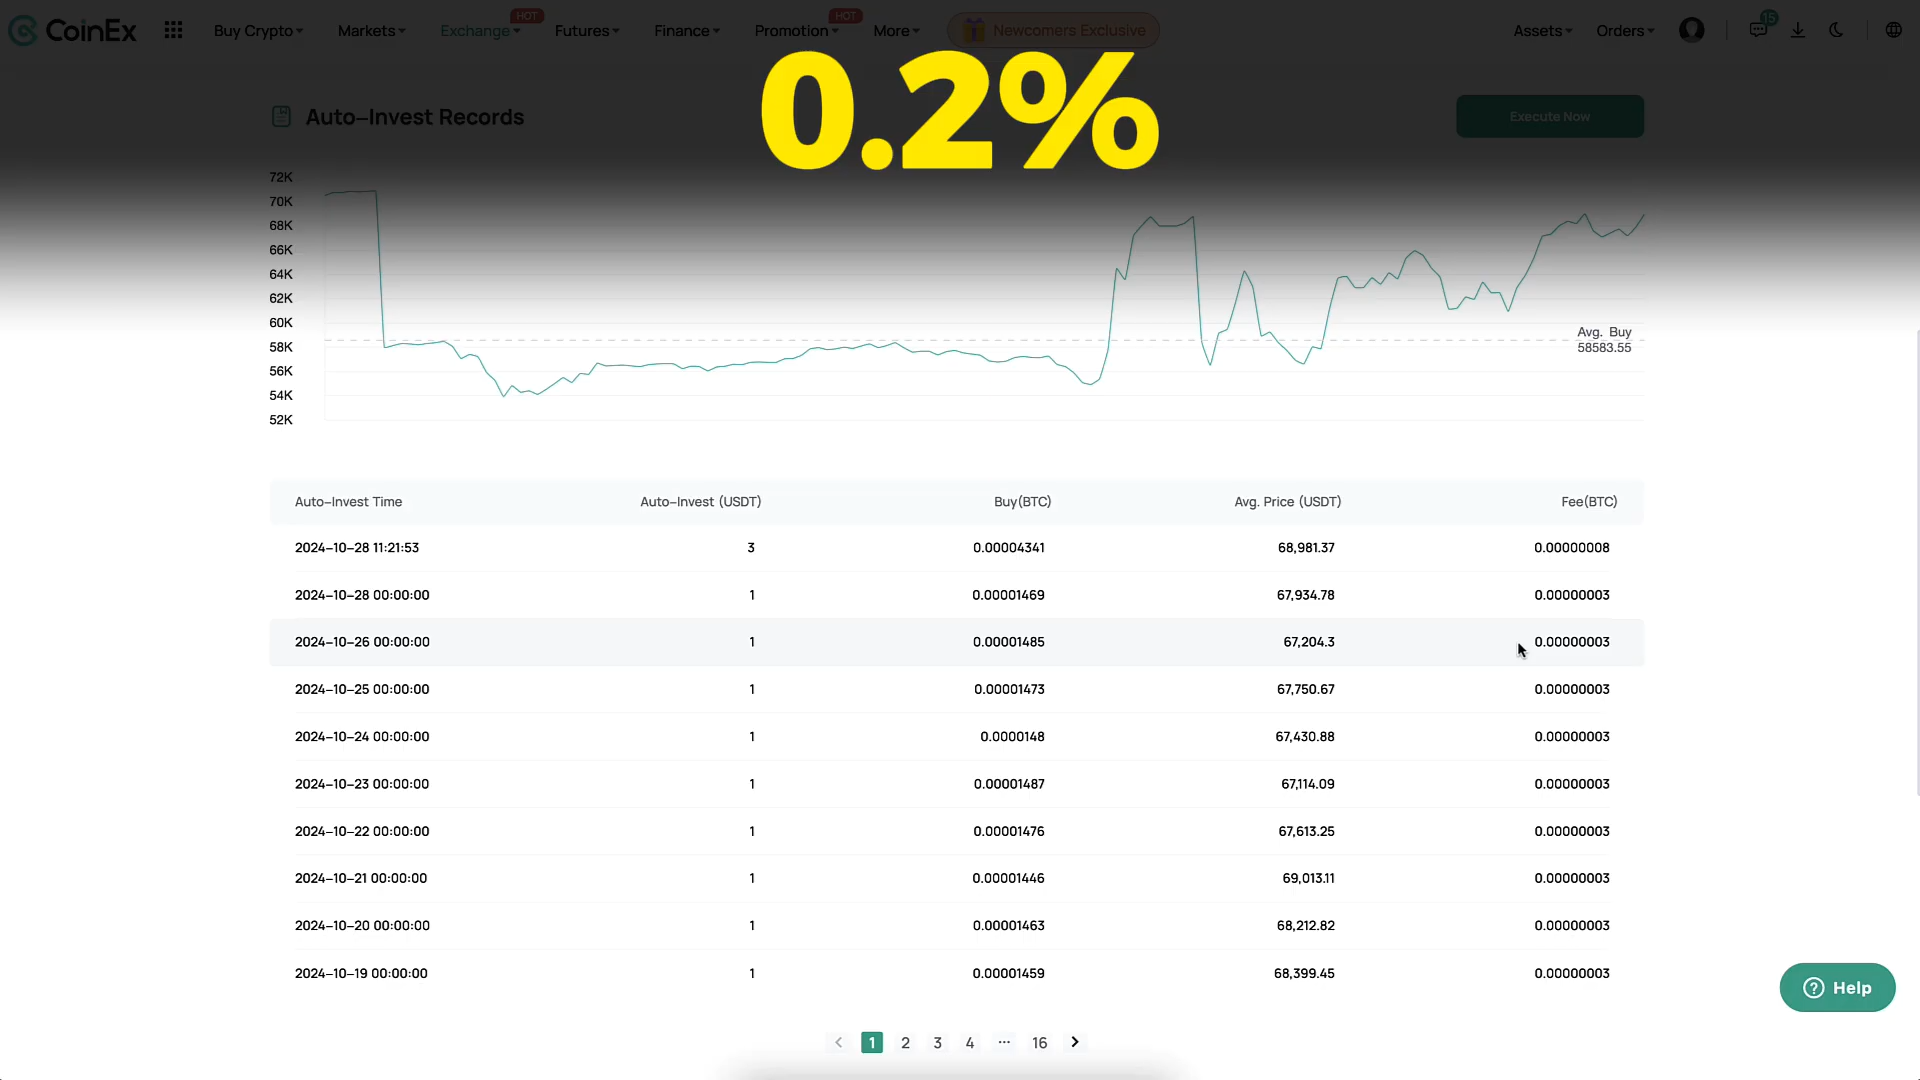 CoinEx Buy Crypto Markets Exchange HOT Futures Finance Promotion HOT More Newcomers Exclusive Assets Orders 15
0.2%
Auto–Invest Records
Execute Now
72K
70K
68K
66K
64K
62K
60K
58K
56K
54K
52K
Avg. Buy
58583.55
Auto–Invest Time Auto–Invest (USDT) Buy(BTC) Avg. Price (USDT) Fee(BTC)
2024–10–28 11:21:53 3 0.00004341 68,981.37 0.00000008
2024–10–28 00:00:00 1 0.00001469 67,934.78 0.00000003
2024–10–26 00:00:00 1 0.00001485 67,204.3 0.00000003
2024–10–25 00:00:00 1 0.00001473 67,750.67 0.00000003
2024–10–24 00:00:00 1 0.0000148 67,430.88 0.00000003
2024–10–23 00:00:00 1 0.00001487 67,114.09 0.00000003
2024–10–22 00:00:00 1 0.00001476 67,613.25 0.00000003
2024–10–21 00:00:00 1 0.00001446 69,013.11 0.00000003
2024–10–20 00:00:00 1 0.00001463 68,212.82 0.00000003
2024–10–19 00:00:00 1 0.00001459 68,399.45 0.00000003
Help
1 2 3 4 ··· 16